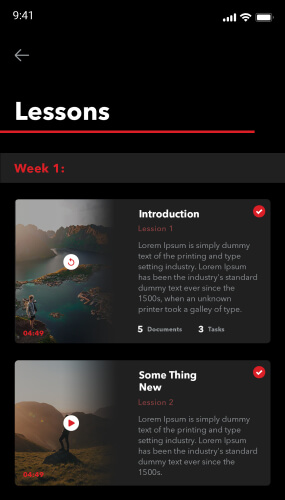 9:41
Lessons
Week 1:
Introduction
Lession 1
Lorem Ipsum is simply dummy
text of the printing and type
setting industry. Lorem Ipsum
has been the industry's standard
dummy text ever since the
1500s, when an unknown
printer took a galley of type.
5 Documents 3 Tasks
04:49
Some Thing
New
Lession 2
Lorem Ipsum is simply dummy
text of the printing and type
setting industry. Lorem Ipsum
has been the industry's standard
dummy text ever since the
1500s.
04:49